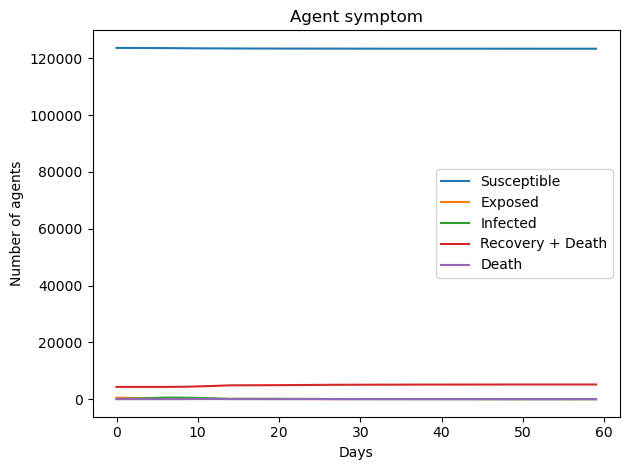 Agent symptom
Number of agents
120000
100000
80000
60000
40000
20000
0
Susceptible
Exposed
Infected
Recovery + Death
Death
0 10 20 30 40 50 60
Days